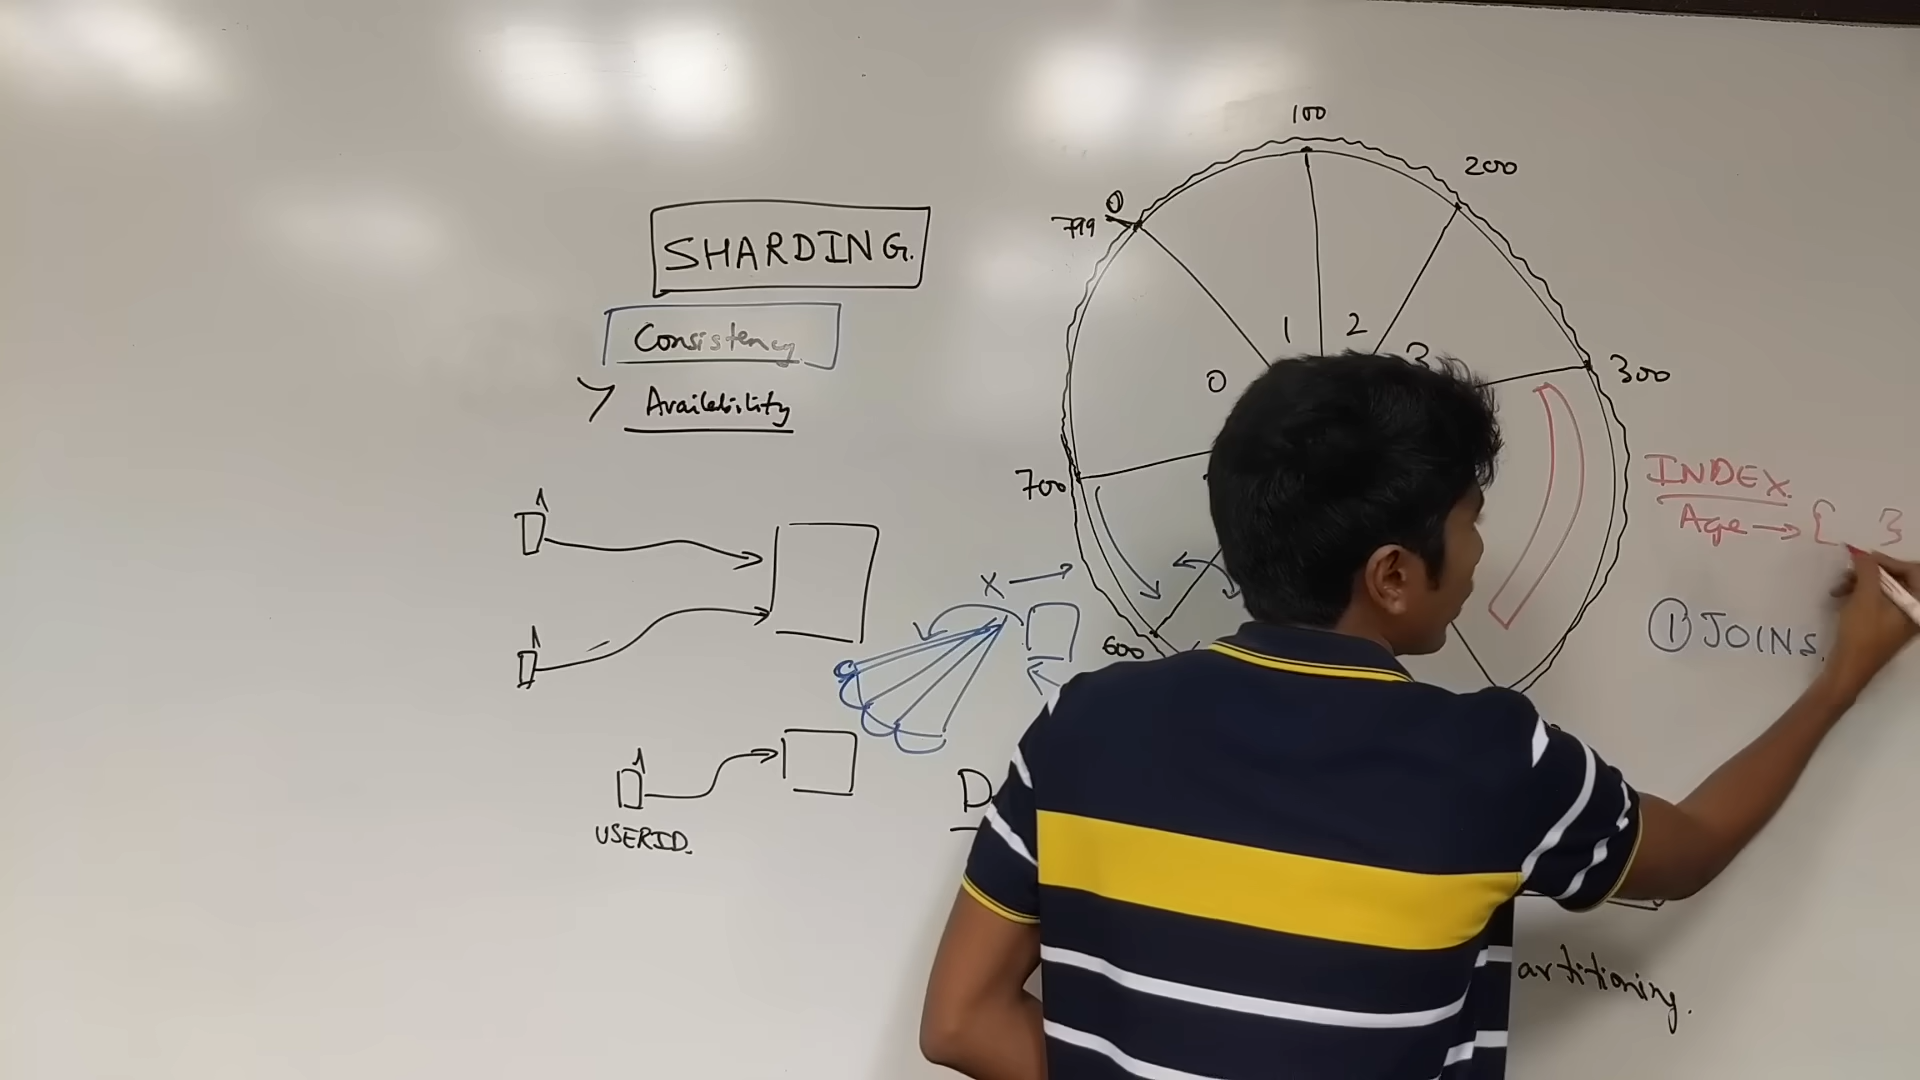 SHARDING.
Consistency
> Availability
USERID.
X
D
100
200
0
799
1
2
3
0
300
700
600
INDEX.
Age → { }
① JOINS.
artitioning.